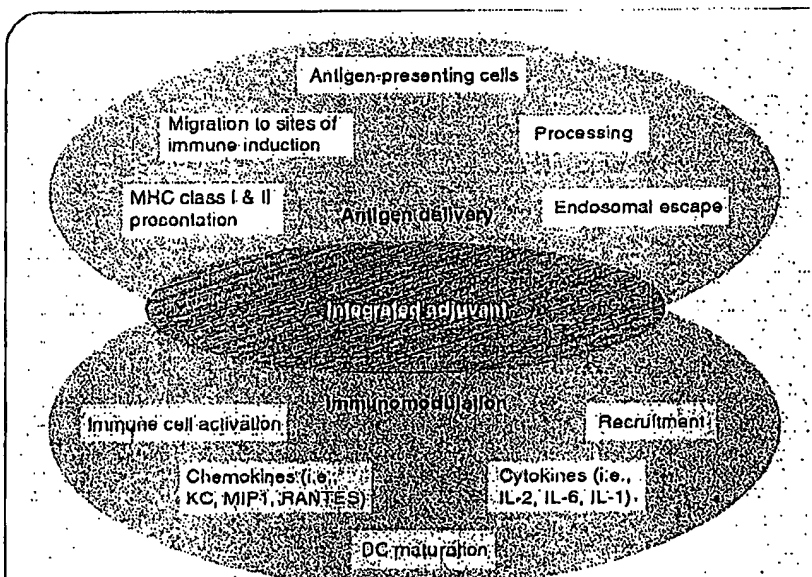 Antigen-presenting cells
Migration to sites of
immune induction
Processing
MHC class I & II
presentation
Endosomal escape
Antigen delivery
Integrated adjuvant
Immunomodulation
Immune cell activation
Recruitment
Chemokines (i.e.,
KC, MIP1, RANTES)
Cytokines (i.e.,
IL-2, IL-6, IL-1)
DC maturation